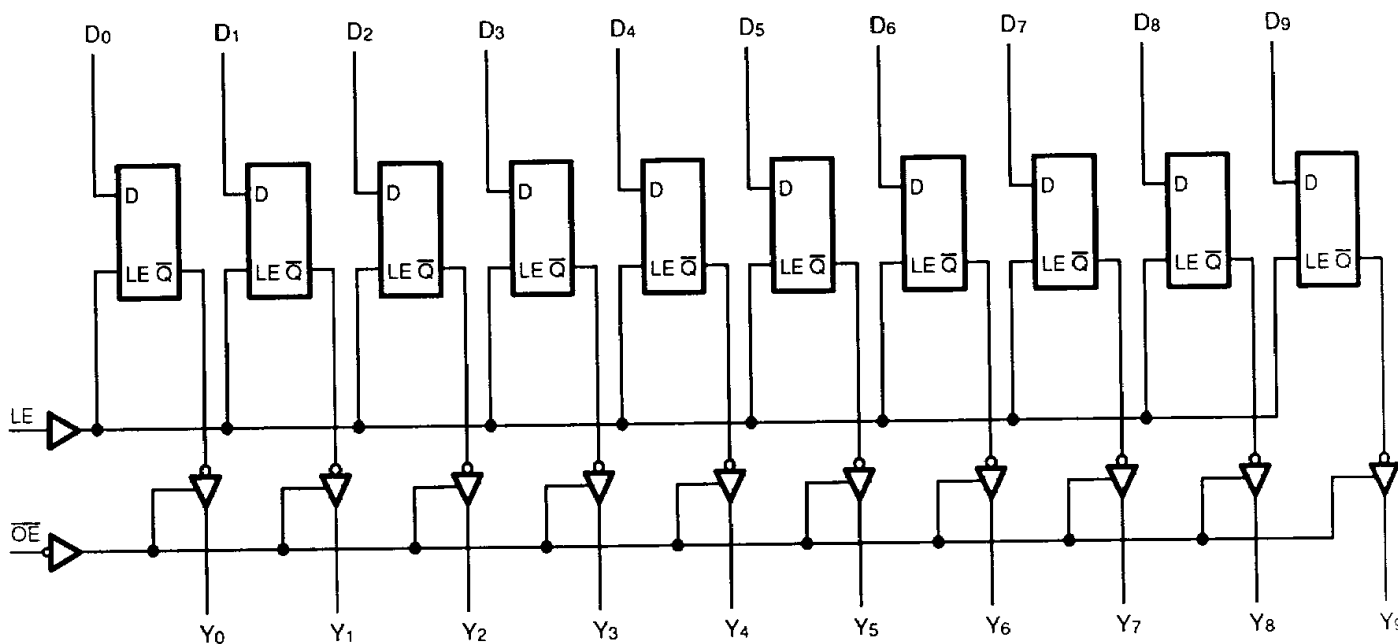 D0 D1 D2 D3 D4 D5 D6 D7 D8 D9
D D D D D D D D D D
LE Q̅ LE Q̅ LE Q̅ LE Q̅ LE Q̅ LE Q̅ LE Q̅ LE Q̅ LE Q̅ LE Q̅
LE
O̅E̅
Y0 Y1 Y2 Y3 Y4 Y5 Y6 Y7 Y8 Y9